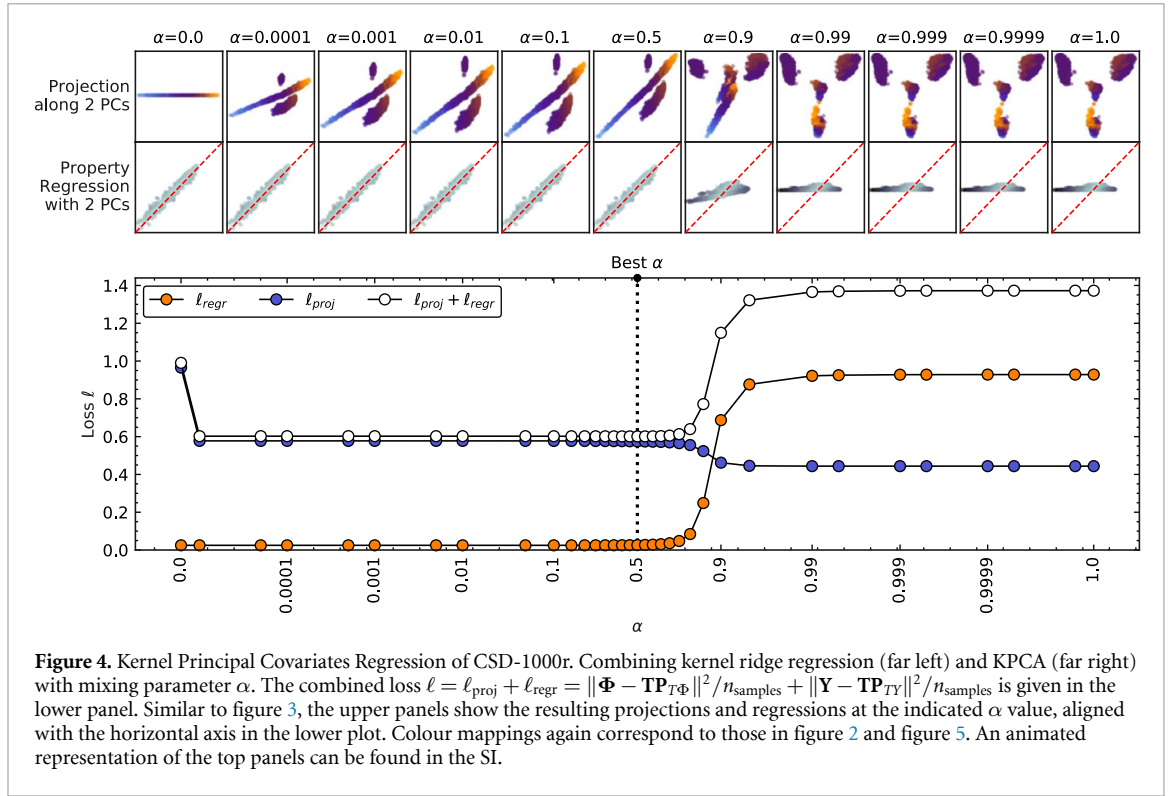 α=0.0 α=0.0001 α=0.001 α=0.01 α=0.1 α=0.5 α=0.9 α=0.99 α=0.999 α=0.9999 α=1.0
Projection
along 2 PCs
Property
Regression
with 2 PCs
Best α
ℓregr ℓproj ℓproj + ℓregr
1.4
1.2
1.0
0.8
0.6
0.4
0.2
0.0
Loss ℓ
0.0 0.0001 0.001 0.01 0.1 0.5 0.9 0.99 0.999 0.9999 1.0
α
Figure 4. Kernel Principal Covariates Regression of CSD-1000r. Combining kernel ridge regression (far left) and KPCA (far right)
with mixing parameter α. The combined loss ℓ = ℓproj + ℓregr = ‖Φ − TP_TΦ‖²/n_samples + ‖Y − TP_TY‖²/n_samples is given in the
lower panel. Similar to figure 3, the upper panels show the resulting projections and regressions at the indicated α value, aligned
with the horizontal axis in the lower plot. Colour mappings again correspond to those in figure 2 and figure 5. An animated
representation of the top panels can be found in the SI.